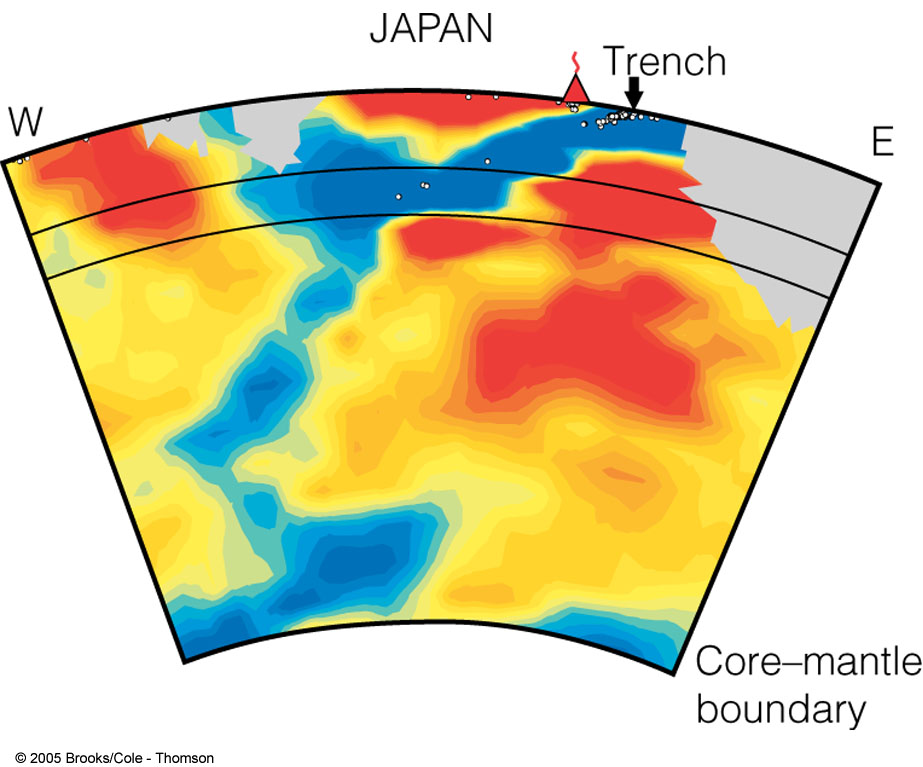 JAPAN
Trench
W
E
Core–mantle
boundary
© 2005 Brooks/Cole - Thomson